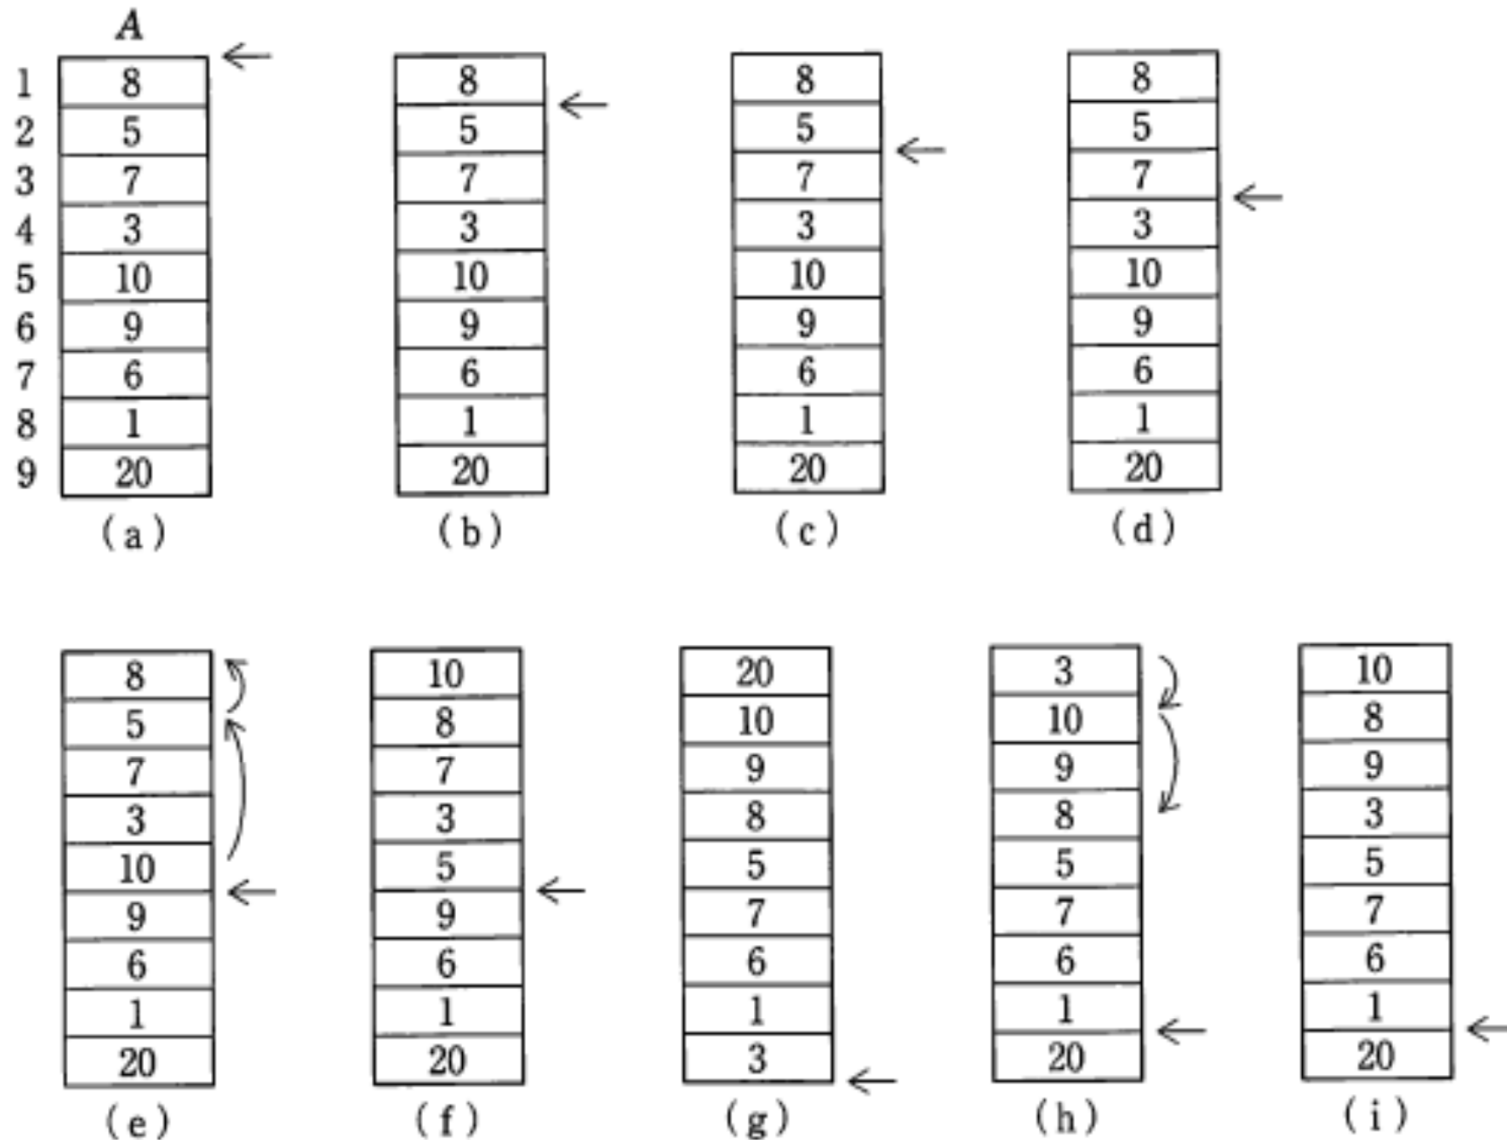 A
1 8 8 8 8
2 5 5 5 5
3 7 7 7 7
4 3 3 3 3
5 10 10 10 10
6 9 9 9 9
7 6 6 6 6
8 1 1 1 1
9 20 20 20 20
(a) (b) (c) (d)
8 10 20 3 10
5 8 10 10 8
7 7 9 9 9
3 3 8 8 3
10 5 5 5 5
9 9 7 7 7
6 6 6 6 6
1 1 1 1 1
20 20 3 20 20
(e) (f) (g) (h) (i)